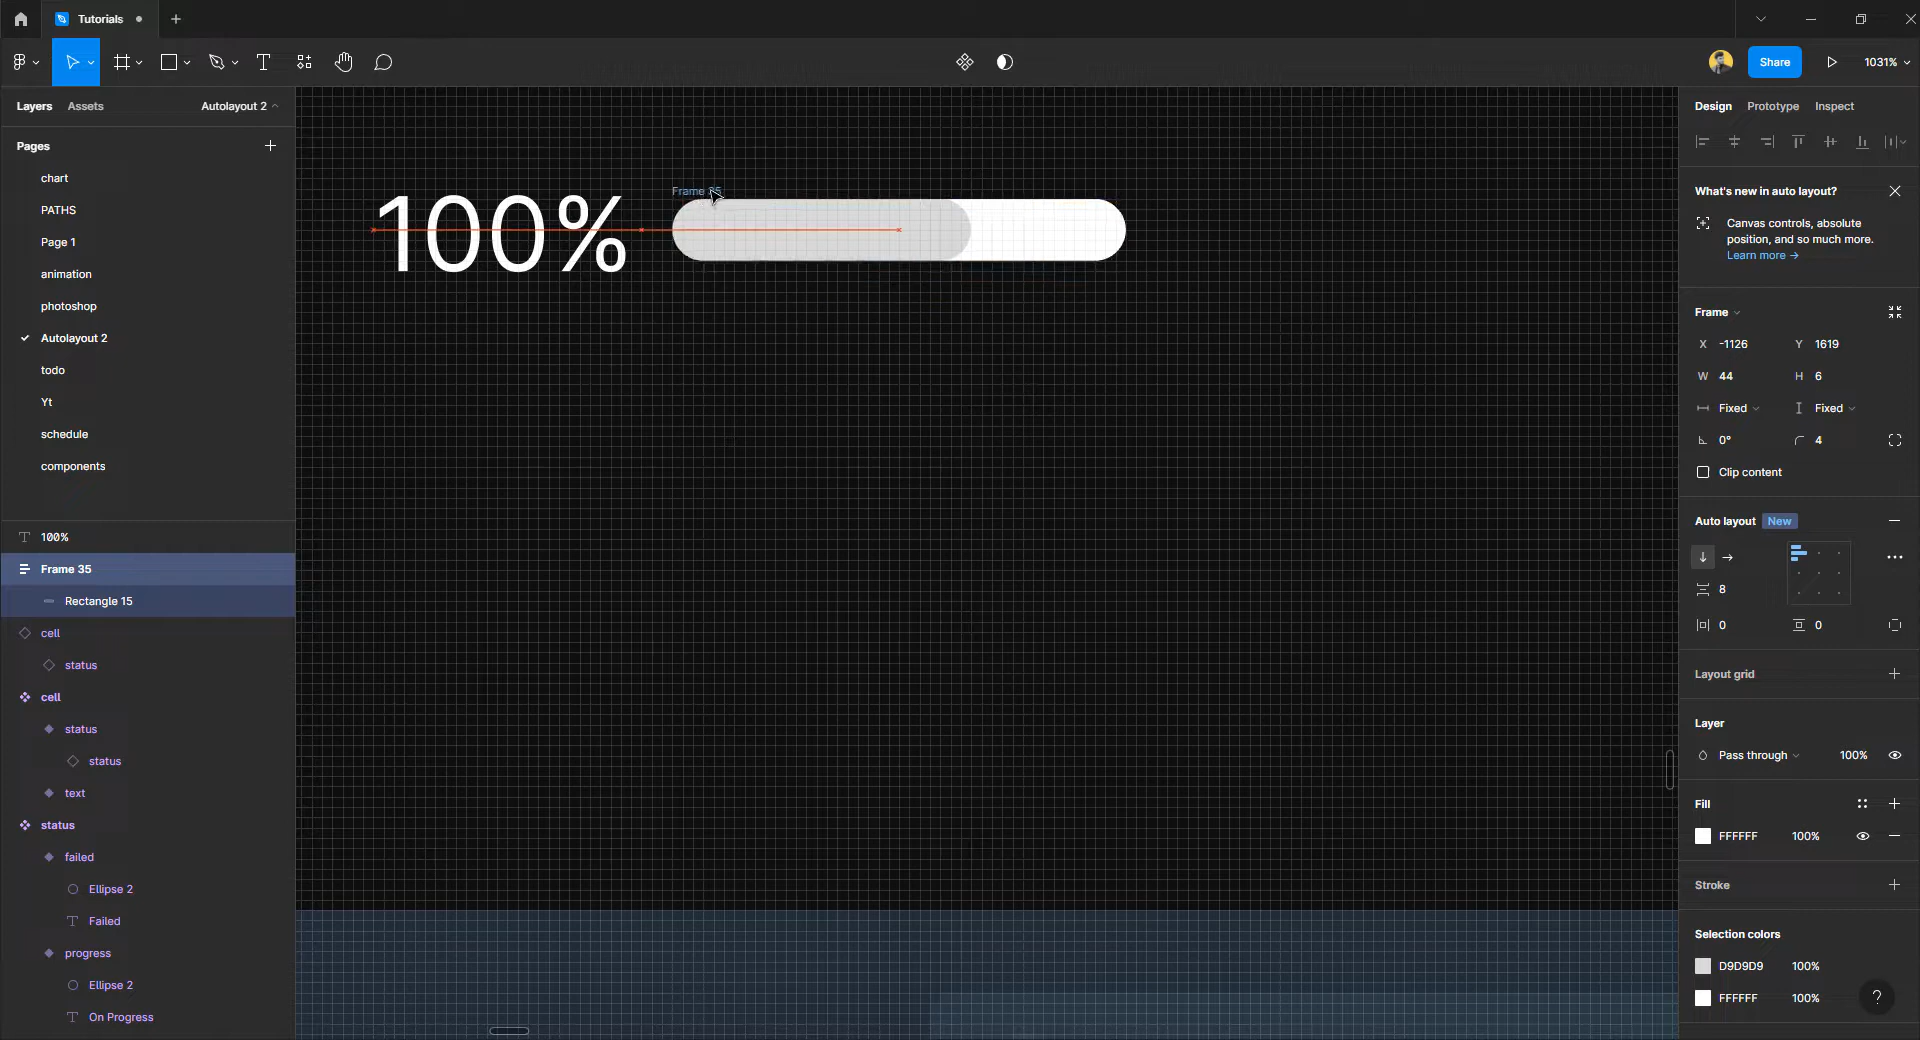 Tutorials
Share
1031%
Layers
Assets
Autolayout 2
Pages
chart
PATHS
Page 1
animation
photoshop
Autolayout 2
todo
Yt
schedule
components
100%
Frame 35
Rectangle 15
cell
status
cell
status
status
text
status
failed
Ellipse 2
Failed
progress
Ellipse 2
On Progress
100%
Frame 35
Design
Prototype
Inspect
What's new in auto layout?
Canvas controls, absolute
position, and so much more.
Learn more →
Frame
X -1126 Y 1619
W 44 H 6
Fixed Fixed
0° 4
Clip content
Auto layout New
8
0 0
Layout grid
Layer
Pass through 100%
Fill
FFFFFF 100%
Stroke
Selection colors
D9D9D9 100%
FFFFFF 100%
?